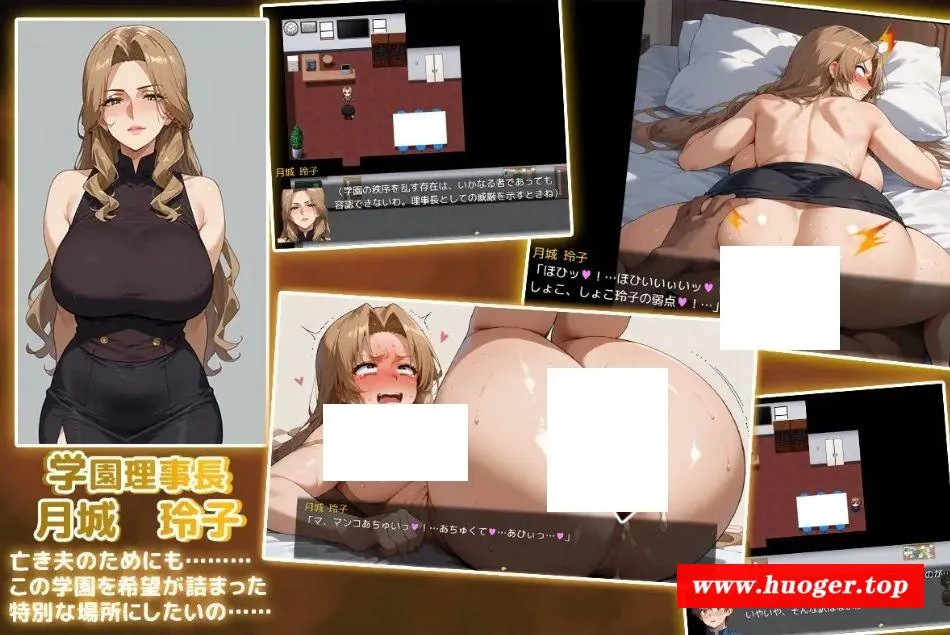 月城 玲子
(学園の秩序を乱す存在は、いかなる者であっても
容認できないわ。理事長としての威厳を示すときね)
月城 玲子
「ほひッ♥！…ほひいいいいッ♥
しょこ、しょこ玲子の弱点♥！…」
月城 玲子
「マ、マンコあちゅいっ♥！…あちゅくて♥…あひぃっ…♥」
学園理事長
月城 玲子
亡き夫のためにも………
この学園を希望が詰まった
特別な場所にしたいの……
www.huoger.top